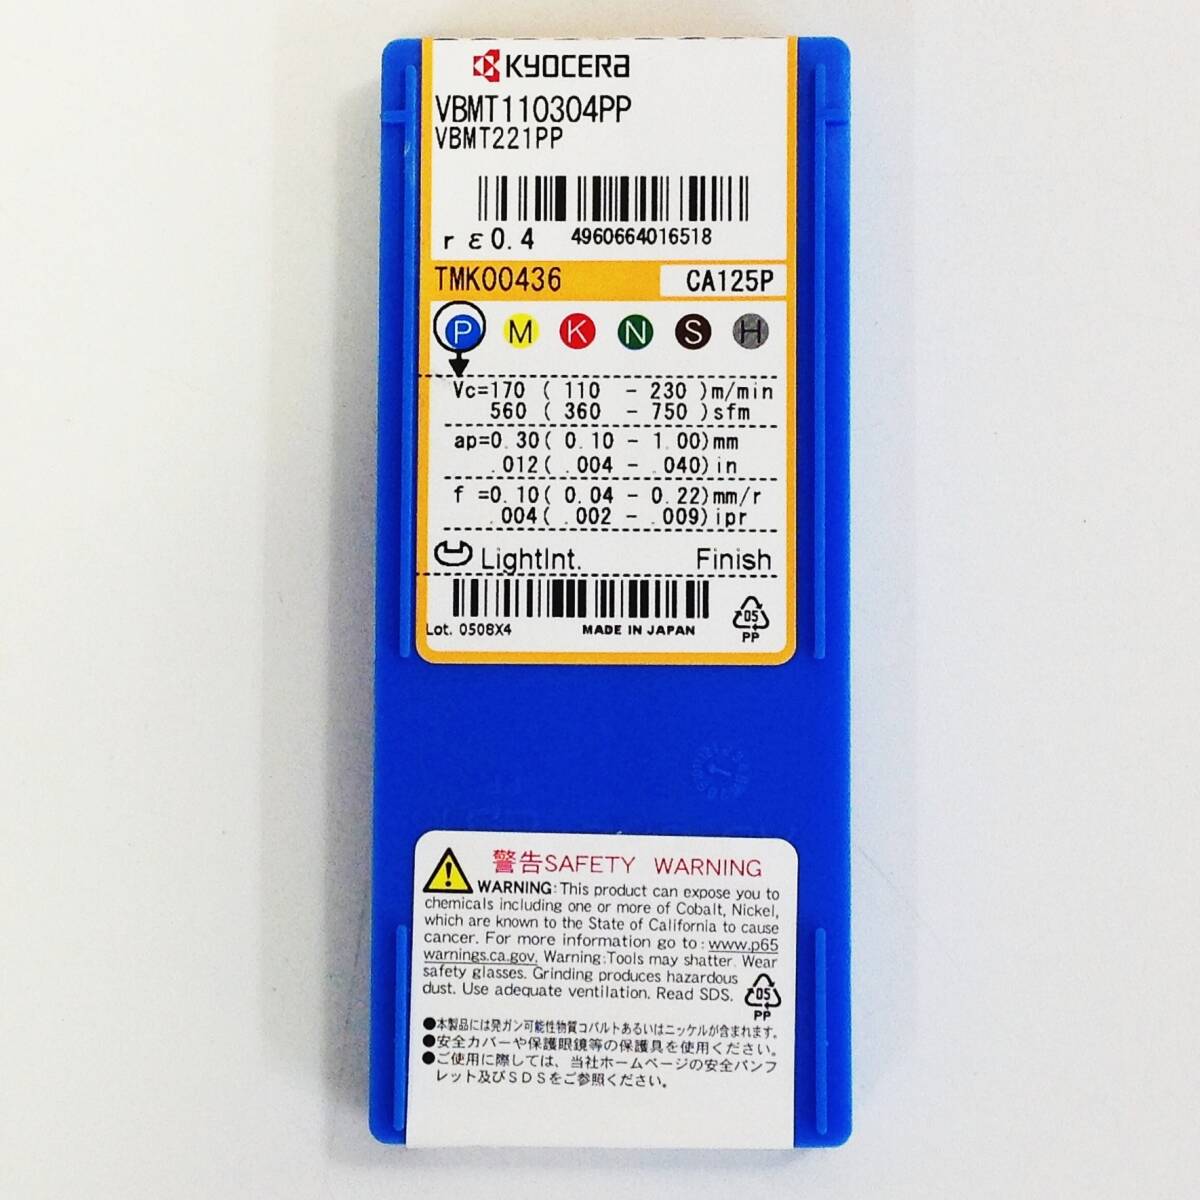 KYOCERA
VBMT110304PP
VBMT221PP
rε0.4 4960664016518
TMK00436 CA125P
P M K N S H
Vc=170 ( 110 - 230 )m/min
560 ( 360 - 750 )sfm
ap=0.30( 0.10 - 1.00)mm
.012( .004 - .040)in
f =0.10( 0.04 - 0.22)mm/r
.004( .002 - .009)ipr
LightInt. Finish
Lot. 0508X4 MADE IN JAPAN
05
PP
警告SAFETY WARNING
WARNING: This product can expose you to
chemicals including one or more of Cobalt, Nickel,
which are known to the State of California to cause
cancer. For more information go to : www.p65
warnings.ca.gov. Warning:Tools may shatter. Wear
safety glasses. Grinding produces hazardous
dust. Use adequate ventilation. Read SDS.
05
PP
●本製品には発ガン可能性物質コバルトあるいはニッケルが含まれます。
●安全カバーや保護眼鏡等の保護具を使用ください。
●ご使用に際しては、当社ホームページの安全パンフ
レット及びSDSをご参照ください。